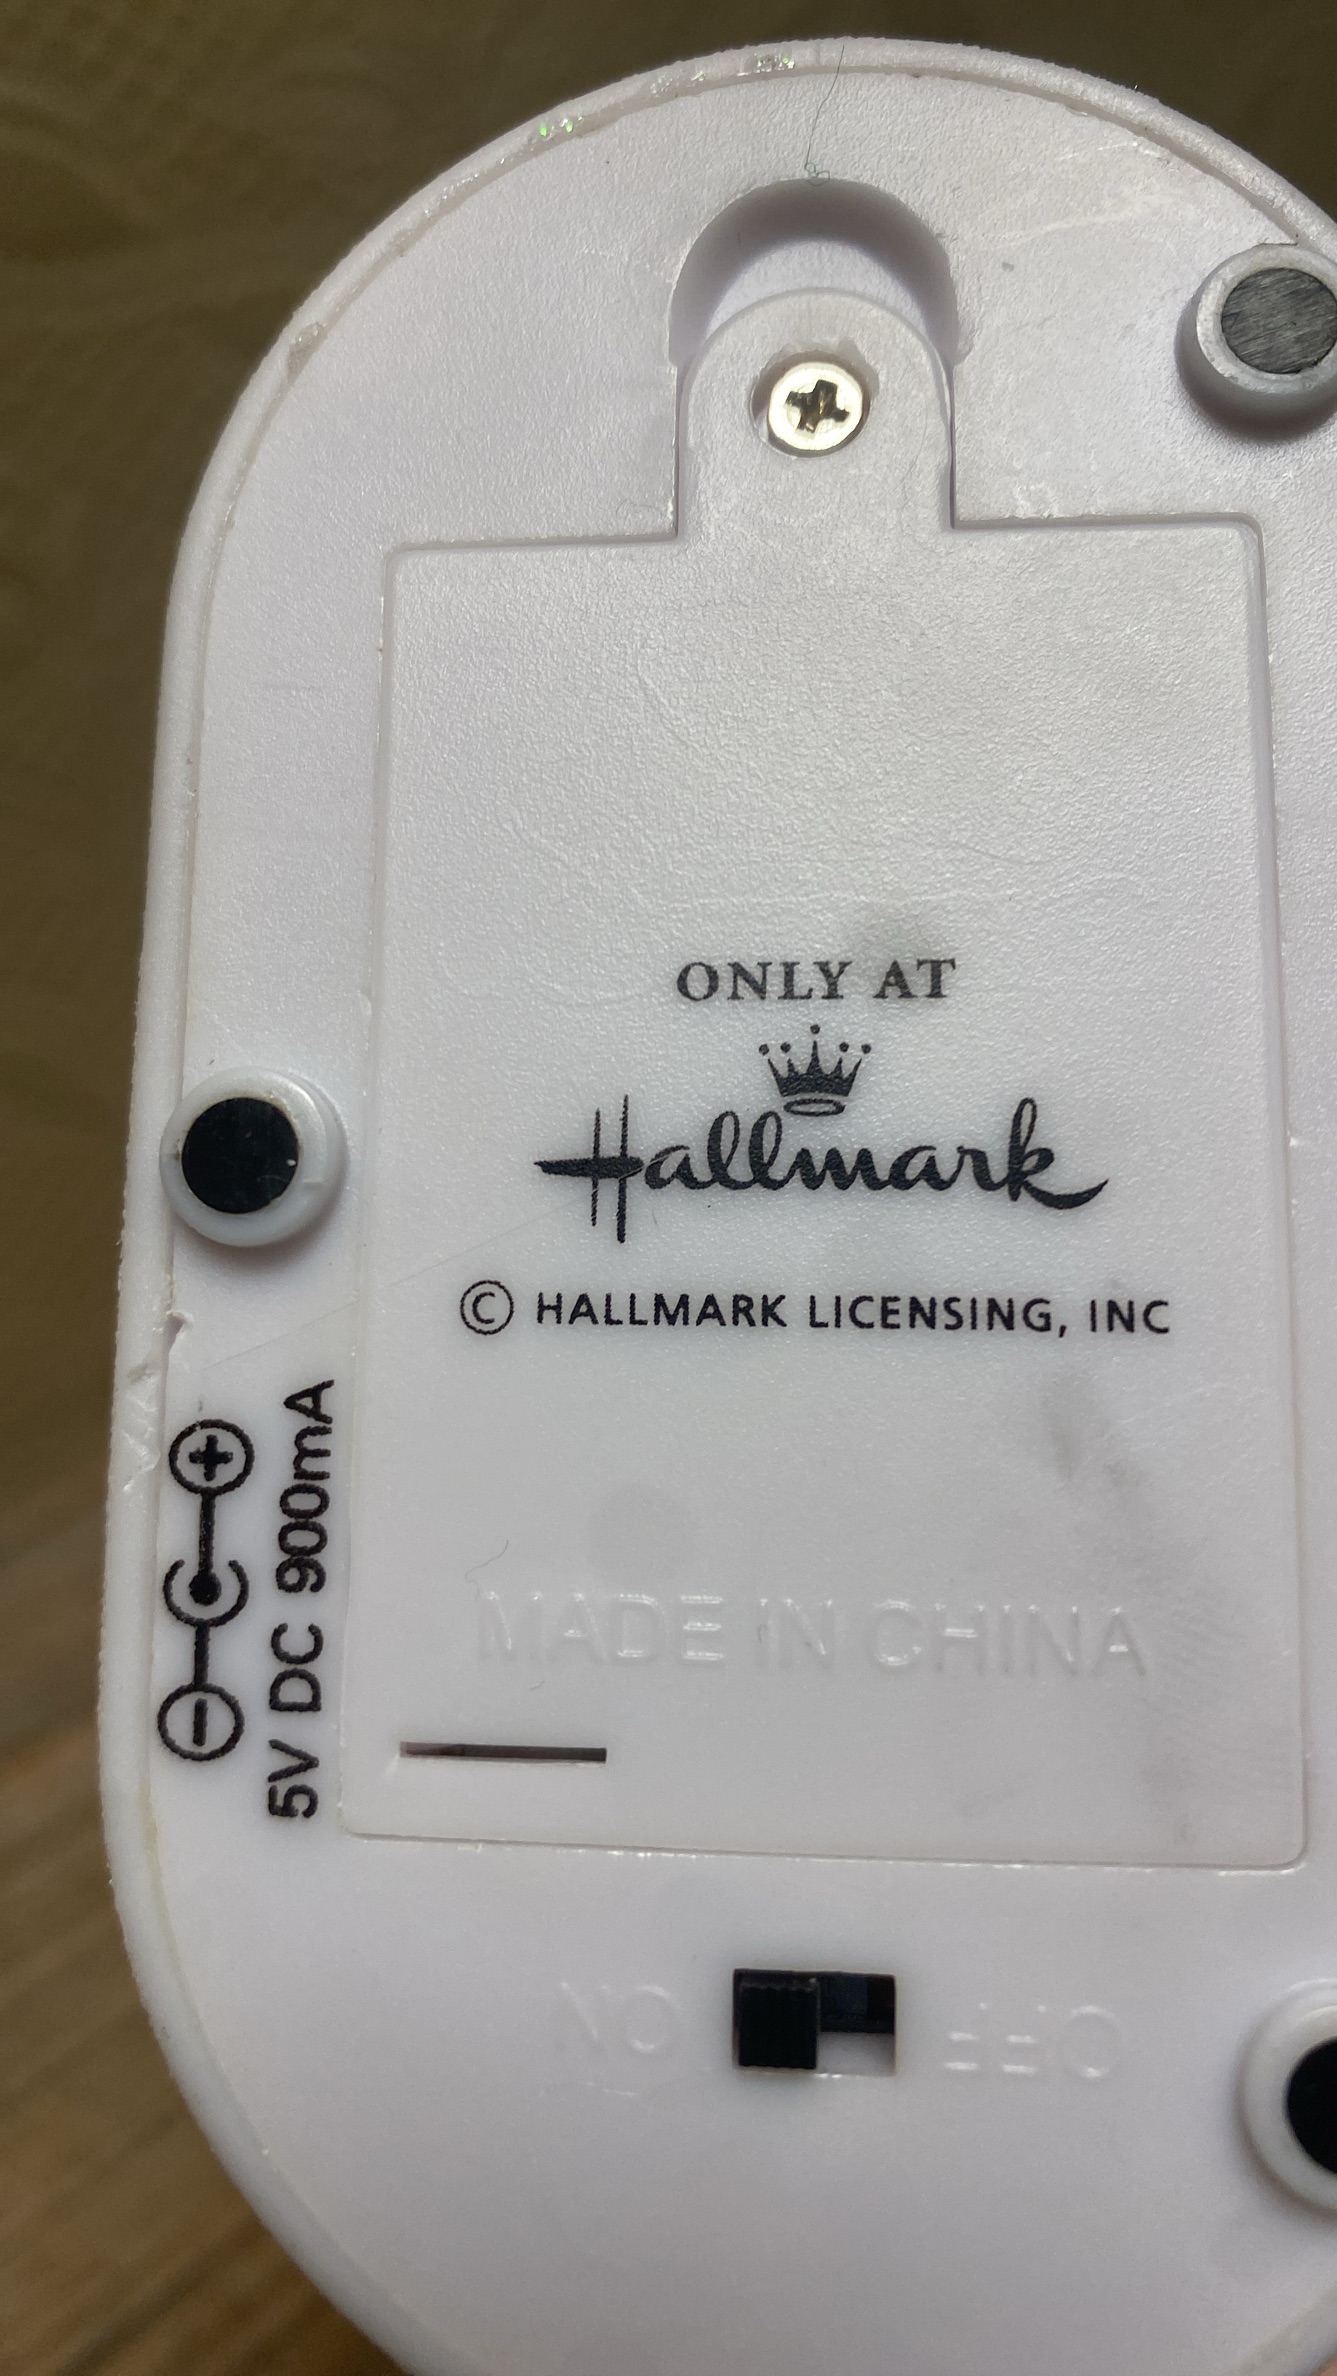 ONLY AT
Hallmark
© HALLMARK LICENSING, INC
+
-
5V DC 900mA
MADE IN CHINA
ON OFF